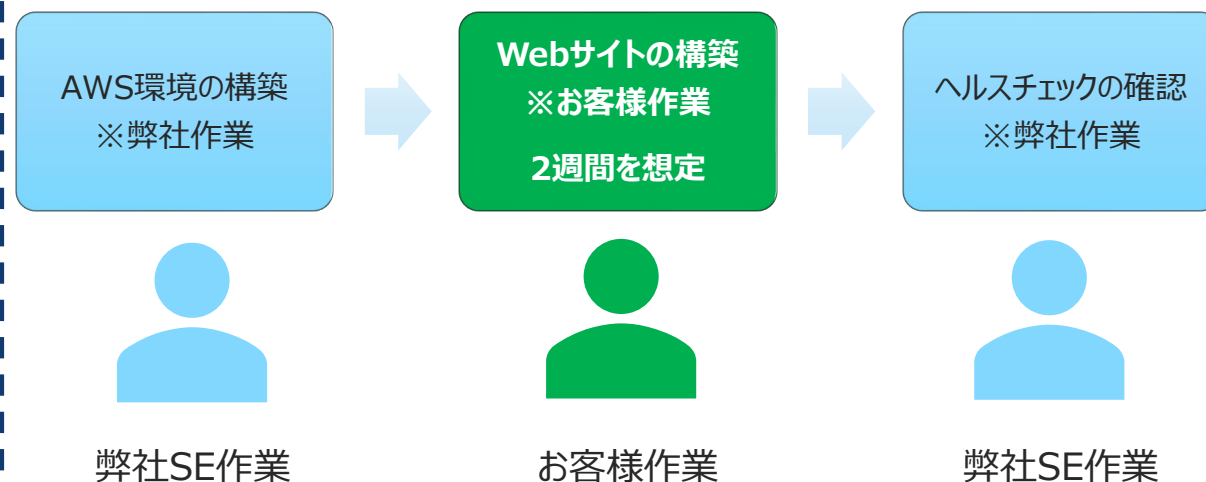 AWS環境の構築
※弊社作業
Webサイトの構築
※お客様作業
2週間を想定
ヘルスチェックの確認
※弊社作業
弊社SE作業
お客様作業
弊社SE作業